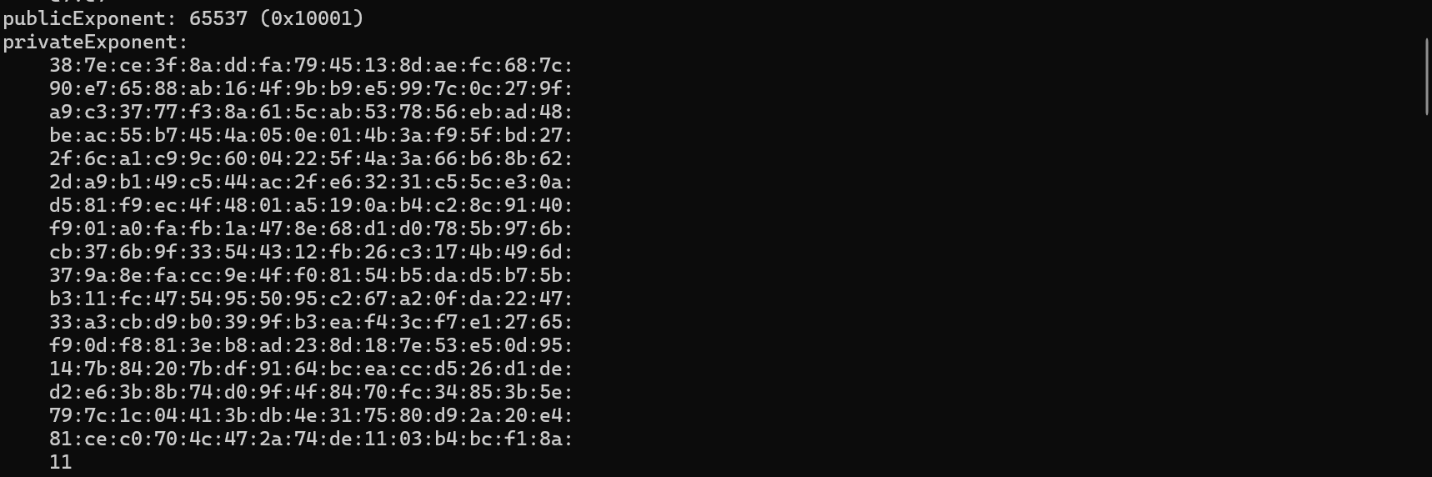 publicExponent: 65537 (0x10001)
privateExponent:
38:7e:ce:3f:8a:dd:fa:79:45:13:8d:ae:fc:68:7c:
90:e7:65:88:ab:16:4f:9b:b9:e5:99:7c:0c:27:9f:
a9:c3:37:77:f3:8a:61:5c:ab:53:78:56:eb:ad:48:
be:ac:55:b7:45:4a:05:0e:01:4b:3a:f9:5f:bd:27:
2f:6c:a1:c9:9c:60:04:22:5f:4a:3a:66:b6:8b:62:
2d:a9:b1:49:c5:44:ac:2f:e6:32:31:c5:5c:e3:0a:
d5:81:f9:ec:4f:48:01:a5:19:0a:b4:c2:8c:91:40:
f9:01:a0:fa:fb:1a:47:8e:68:d1:d0:78:5b:97:6b:
cb:37:6b:9f:33:54:43:12:fb:26:c3:17:4b:49:6d:
37:9a:8e:fa:cc:9e:4f:f0:81:54:b5:da:d5:b7:5b:
b3:11:fc:47:54:95:50:95:c2:67:a2:0f:da:22:47:
33:a3:cb:d9:b0:39:9f:b3:ea:f4:3c:f7:e1:27:65:
f9:0d:f8:81:3e:b8:ad:23:8d:18:7e:53:e5:0d:95:
14:7b:84:20:7b:df:91:64:bc:ea:cc:d5:26:d1:de:
d2:e6:3b:8b:74:d0:9f:4f:84:70:fc:34:85:3b:5e:
79:7c:1c:04:41:3b:db:4e:31:75:80:d9:2a:20:e4:
81:ce:c0:70:4c:47:2a:74:de:11:03:b4:bc:f1:8a:
11